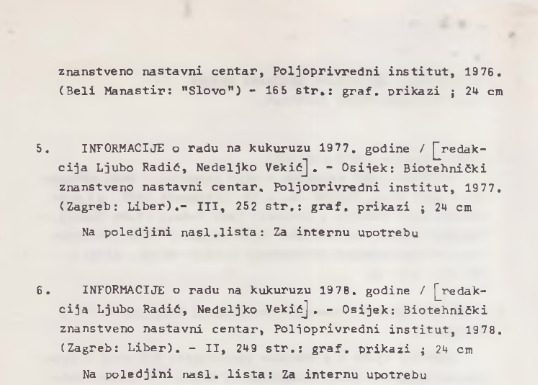 znanstveno nastavni centar, Poljoprivredni institut, 1976.
(Beli Manastir: "Slovo") - 165 str.: graf. prikazi ; 24 cm
5. INFORMACIJE o radu na kukuruzu 1977. godine / [redak-
cija Ljubo Radić, Nedeljko Vekić]. - Osijek: Biotehnički
znanstveno nastavni centar. Poljoprivredni institut, 1977.
(Zagreb: Liber).- III, 252 str.: graf. prikazi ; 24 cm
Na poledjini nasl.lista: Za internu upotrebu
6. INFORMACIJE o radu na kukuruzu 1978. godine / [redak-
cija Ljubo Radić, Nedeljko Vekić]. - Osijek: Biotehnički
znanstveno nastavni centar, Poljoprivredni institut, 1978.
(Zagreb: Liber). - II, 249 str.: graf. prikazi ; 24 cm
Na poledjini nasl. lista: Za internu upotrebu